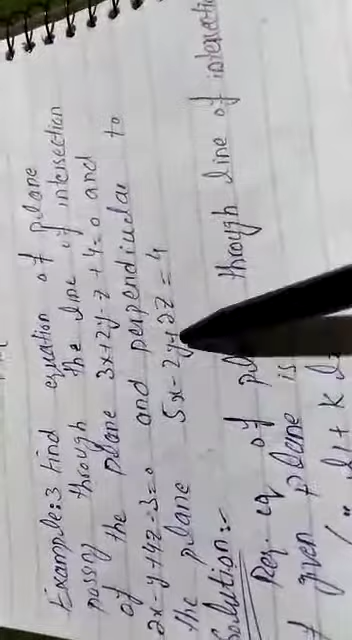 Example:3 Find equation of plane
passing through the line of intersection
of the plane 3x+2y-z+4=0 and
2x-y+4z-3=0 and perpendicular to
the plane 5x-2y+2z=4
Solution:-
Req. eq of through line of intersection
of given plane is
+ k